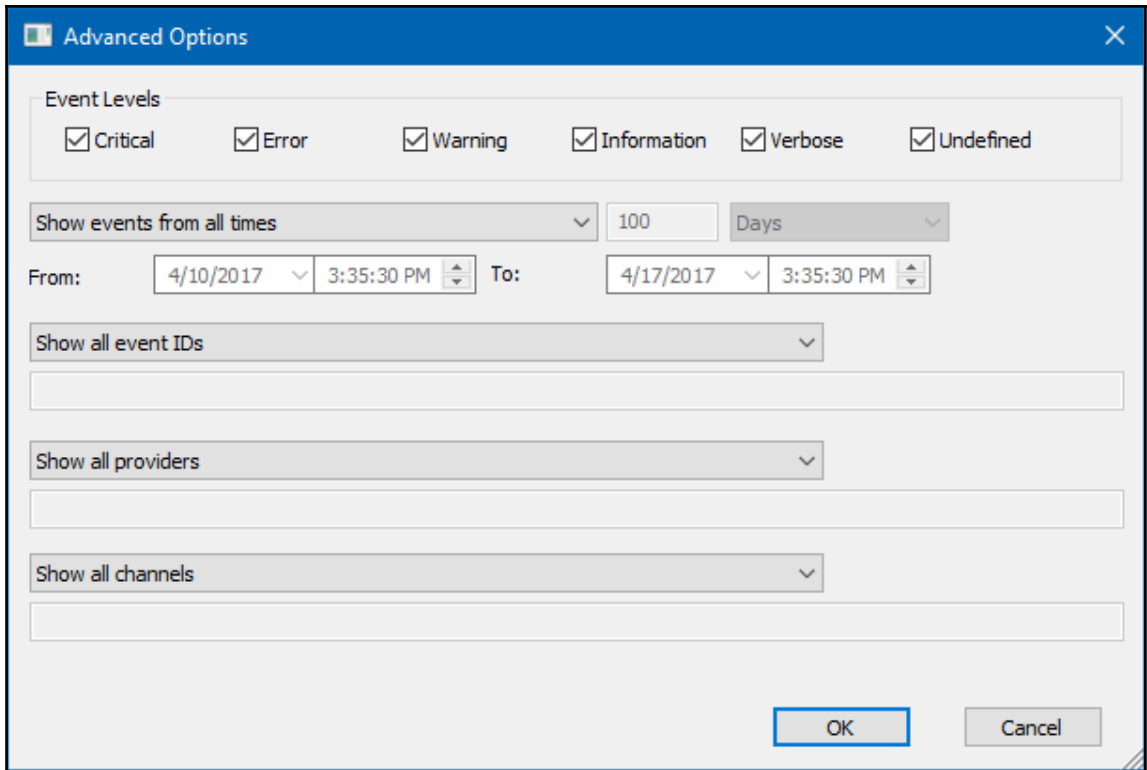 Advanced Options
Event Levels
Critical Error Warning Information Verbose Undefined
Show events from all times 100 Days
From: 4/10/2017 3:35:30 PM To: 4/17/2017 3:35:30 PM
Show all event IDs
Show all providers
Show all channels
OK Cancel